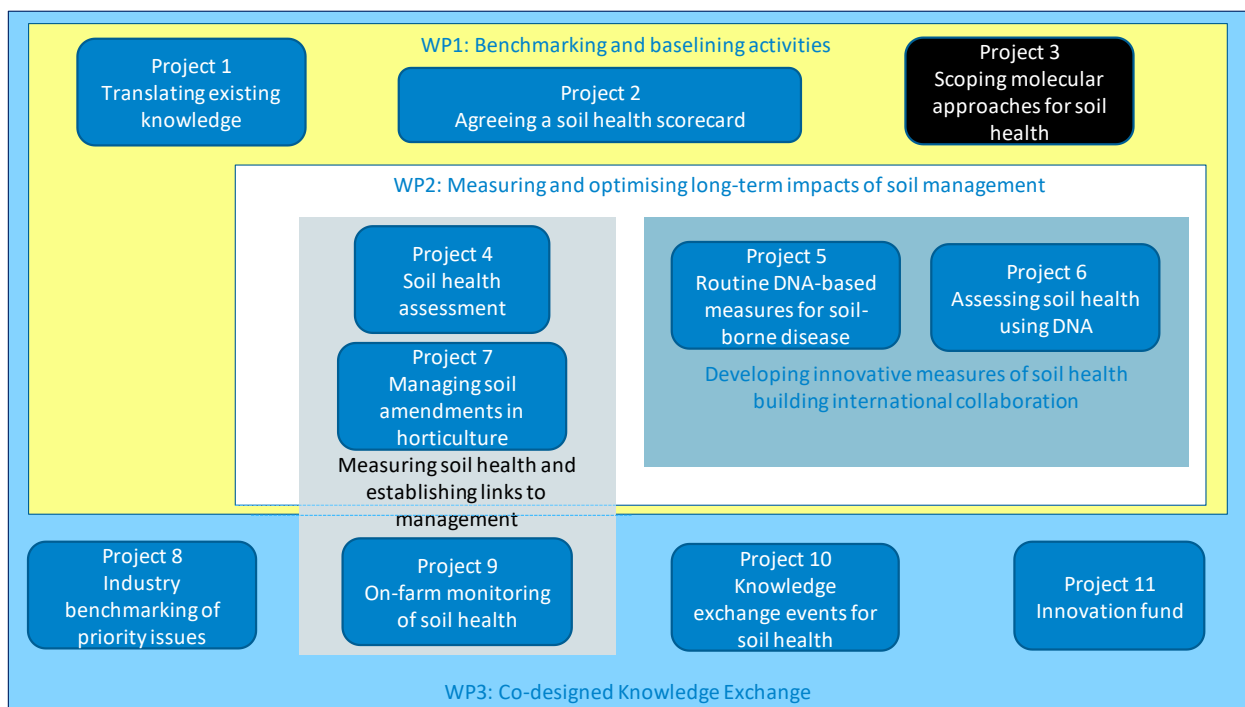 WP1: Benchmarking and baselining activities
Project 1
Translating existing
knowledge
Project 2
Agreeing a soil health scorecard
Project 3
Scoping molecular
approaches for soil
health
WP2: Measuring and optimising long-term impacts of soil management
Project 4
Soil health
assessment
Project 5
Routine DNA-based
measures for soil-
borne disease
Project 6
Assessing soil health
using DNA
Project 7
Managing soil
amendments in
horticulture
Developing innovative measures of soil health
building international collaboration
Measuring soil health and
establishing links to
management
Project 8
Industry
benchmarking of
priority issues
Project 9
On-farm monitoring
of soil health
Project 10
Knowledge
exchange events for
soil health
Project 11
Innovation fund
WP3: Co-designed Knowledge Exchange